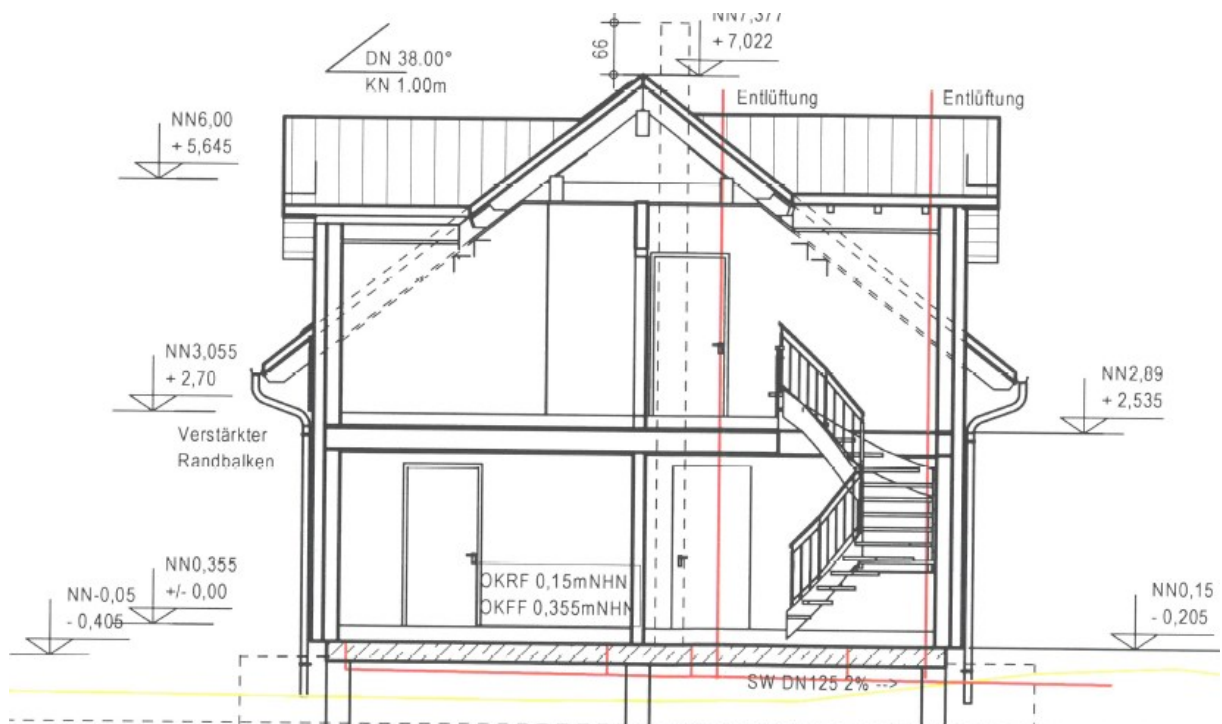 NN7,377
+ 7,022
66
DN 38.00°
KN 1.00m
Entlüftung
Entlüftung
NN6,00
+ 5,645
NN3,055
+ 2,70
NN2,89
+ 2,535
Verstärkter
Randbalken
OKRF 0,15mNHN
OKFF 0,355mNHN
NN0,355
+/- 0,00
NN-0,05
- 0,405
NN0,15
- 0,205
SW DN125 2% -->